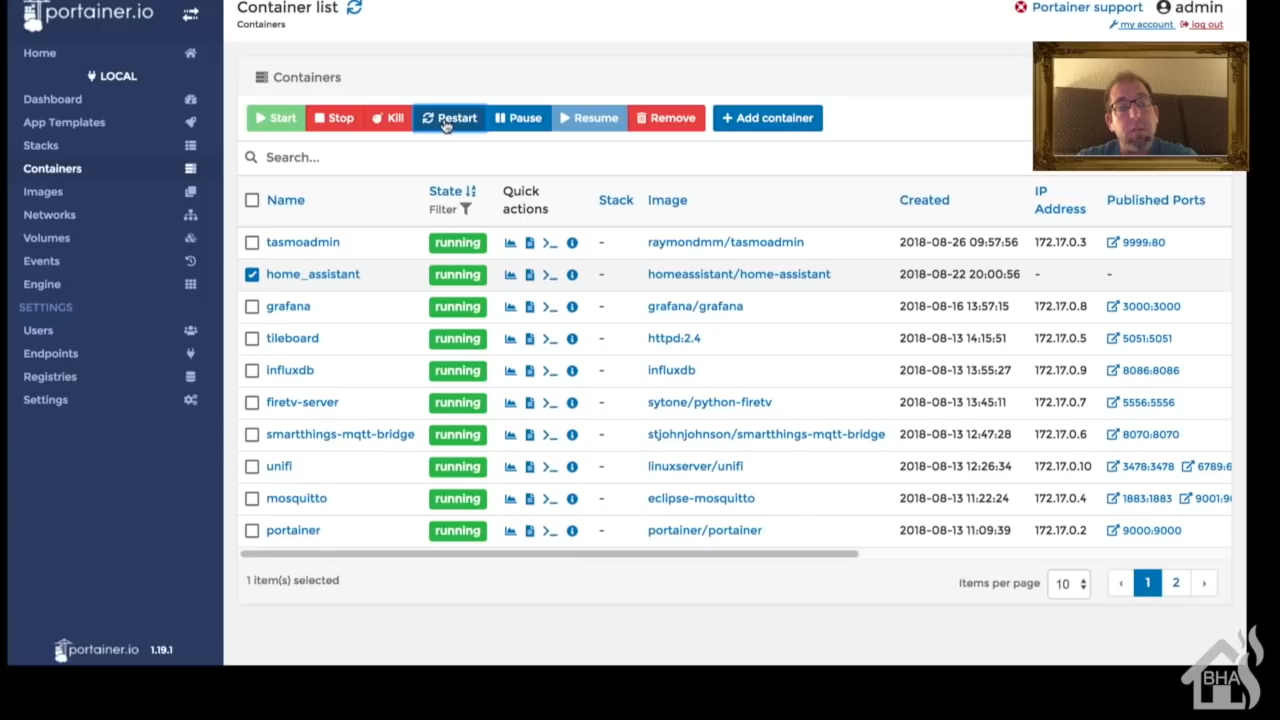 portainer.io
Container list
Containers
Portainer support
admin
my account
log out
Home
LOCAL
Dashboard
App Templates
Stacks
Containers
Images
Networks
Volumes
Events
Engine
SETTINGS
Users
Endpoints
Registries
Settings
portainer.io 1.19.1
Containers
Start Stop Kill Restart Pause Resume Remove Add container
Search...
Name State Filter Quick actions Stack Image Created IP Address Published Ports
tasmoadmin running - raymondmm/tasmoadmin 2018-08-26 09:57:56 172.17.0.3 9999:80
home_assistant running - homeassistant/home-assistant 2018-08-22 20:00:56 - -
grafana running - grafana/grafana 2018-08-16 13:57:15 172.17.0.8 3000:3000
tileboard running - httpd:2.4 2018-08-13 14:15:51 172.17.0.5 5051:5051
influxdb running - influxdb 2018-08-13 13:55:27 172.17.0.9 8086:8086
firetv-server running - sytone/python-firetv 2018-08-13 13:45:11 172.17.0.7 5556:5556
smartthings-mqtt-bridge running - stjohnjohnson/smartthings-mqtt-bridge 2018-08-13 12:47:28 172.17.0.6 8070:8070
unifi running - linuxserver/unifi 2018-08-13 12:26:34 172.17.0.10 3478:3478 6789:6
mosquitto running - eclipse-mosquitto 2018-08-13 11:22:24 172.17.0.4 1883:1883 9001:9
portainer running - portainer/portainer 2018-08-13 11:09:39 172.17.0.2 9000:9000
1 item(s) selected
Items per page 10 ‹ 1 2 ›
BHA